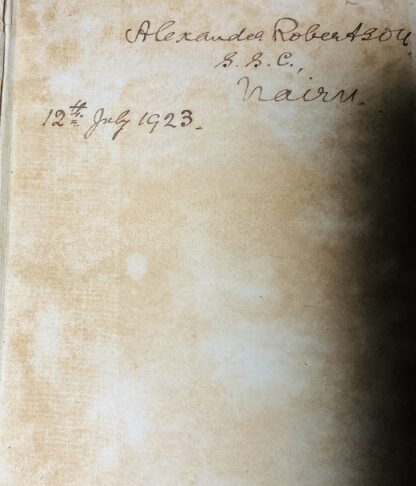 Alexander Robertson,
S. S. C.,
Nairn.
12th July 1923.